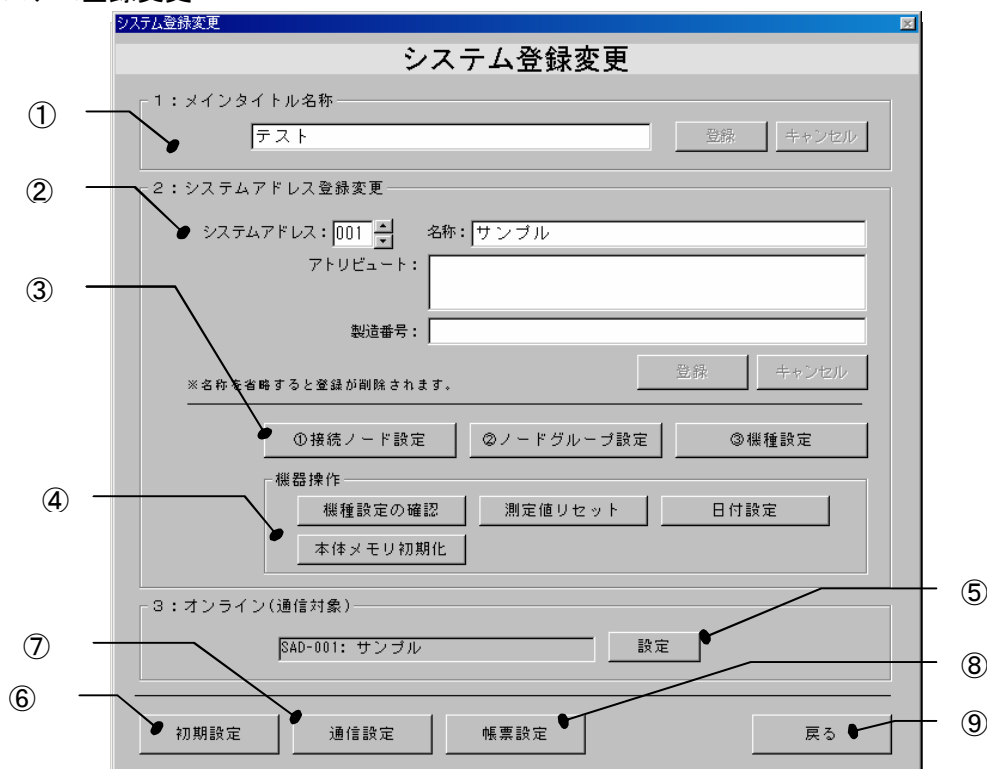 システム登録変更
システム登録変更
1:メインタイトル名称
① テスト 登録 キャンセル
② 2:システムアドレス登録変更
システムアドレス: 001 名称: サンプル
アトリビュート:
③
製造番号:
登録 キャンセル
※名称を省略すると登録が削除されます。
①接続ノード設定 ②ノードグループ設定 ③機種設定
機器操作
④ 機種設定の確認 測定値リセット 日付設定
本体メモリ初期化
3:オンライン(通信対象) ⑤
⑦ SAD-001: サンプル 設定
⑧
⑥
初期設定 通信設定 帳票設定 戻る ⑨